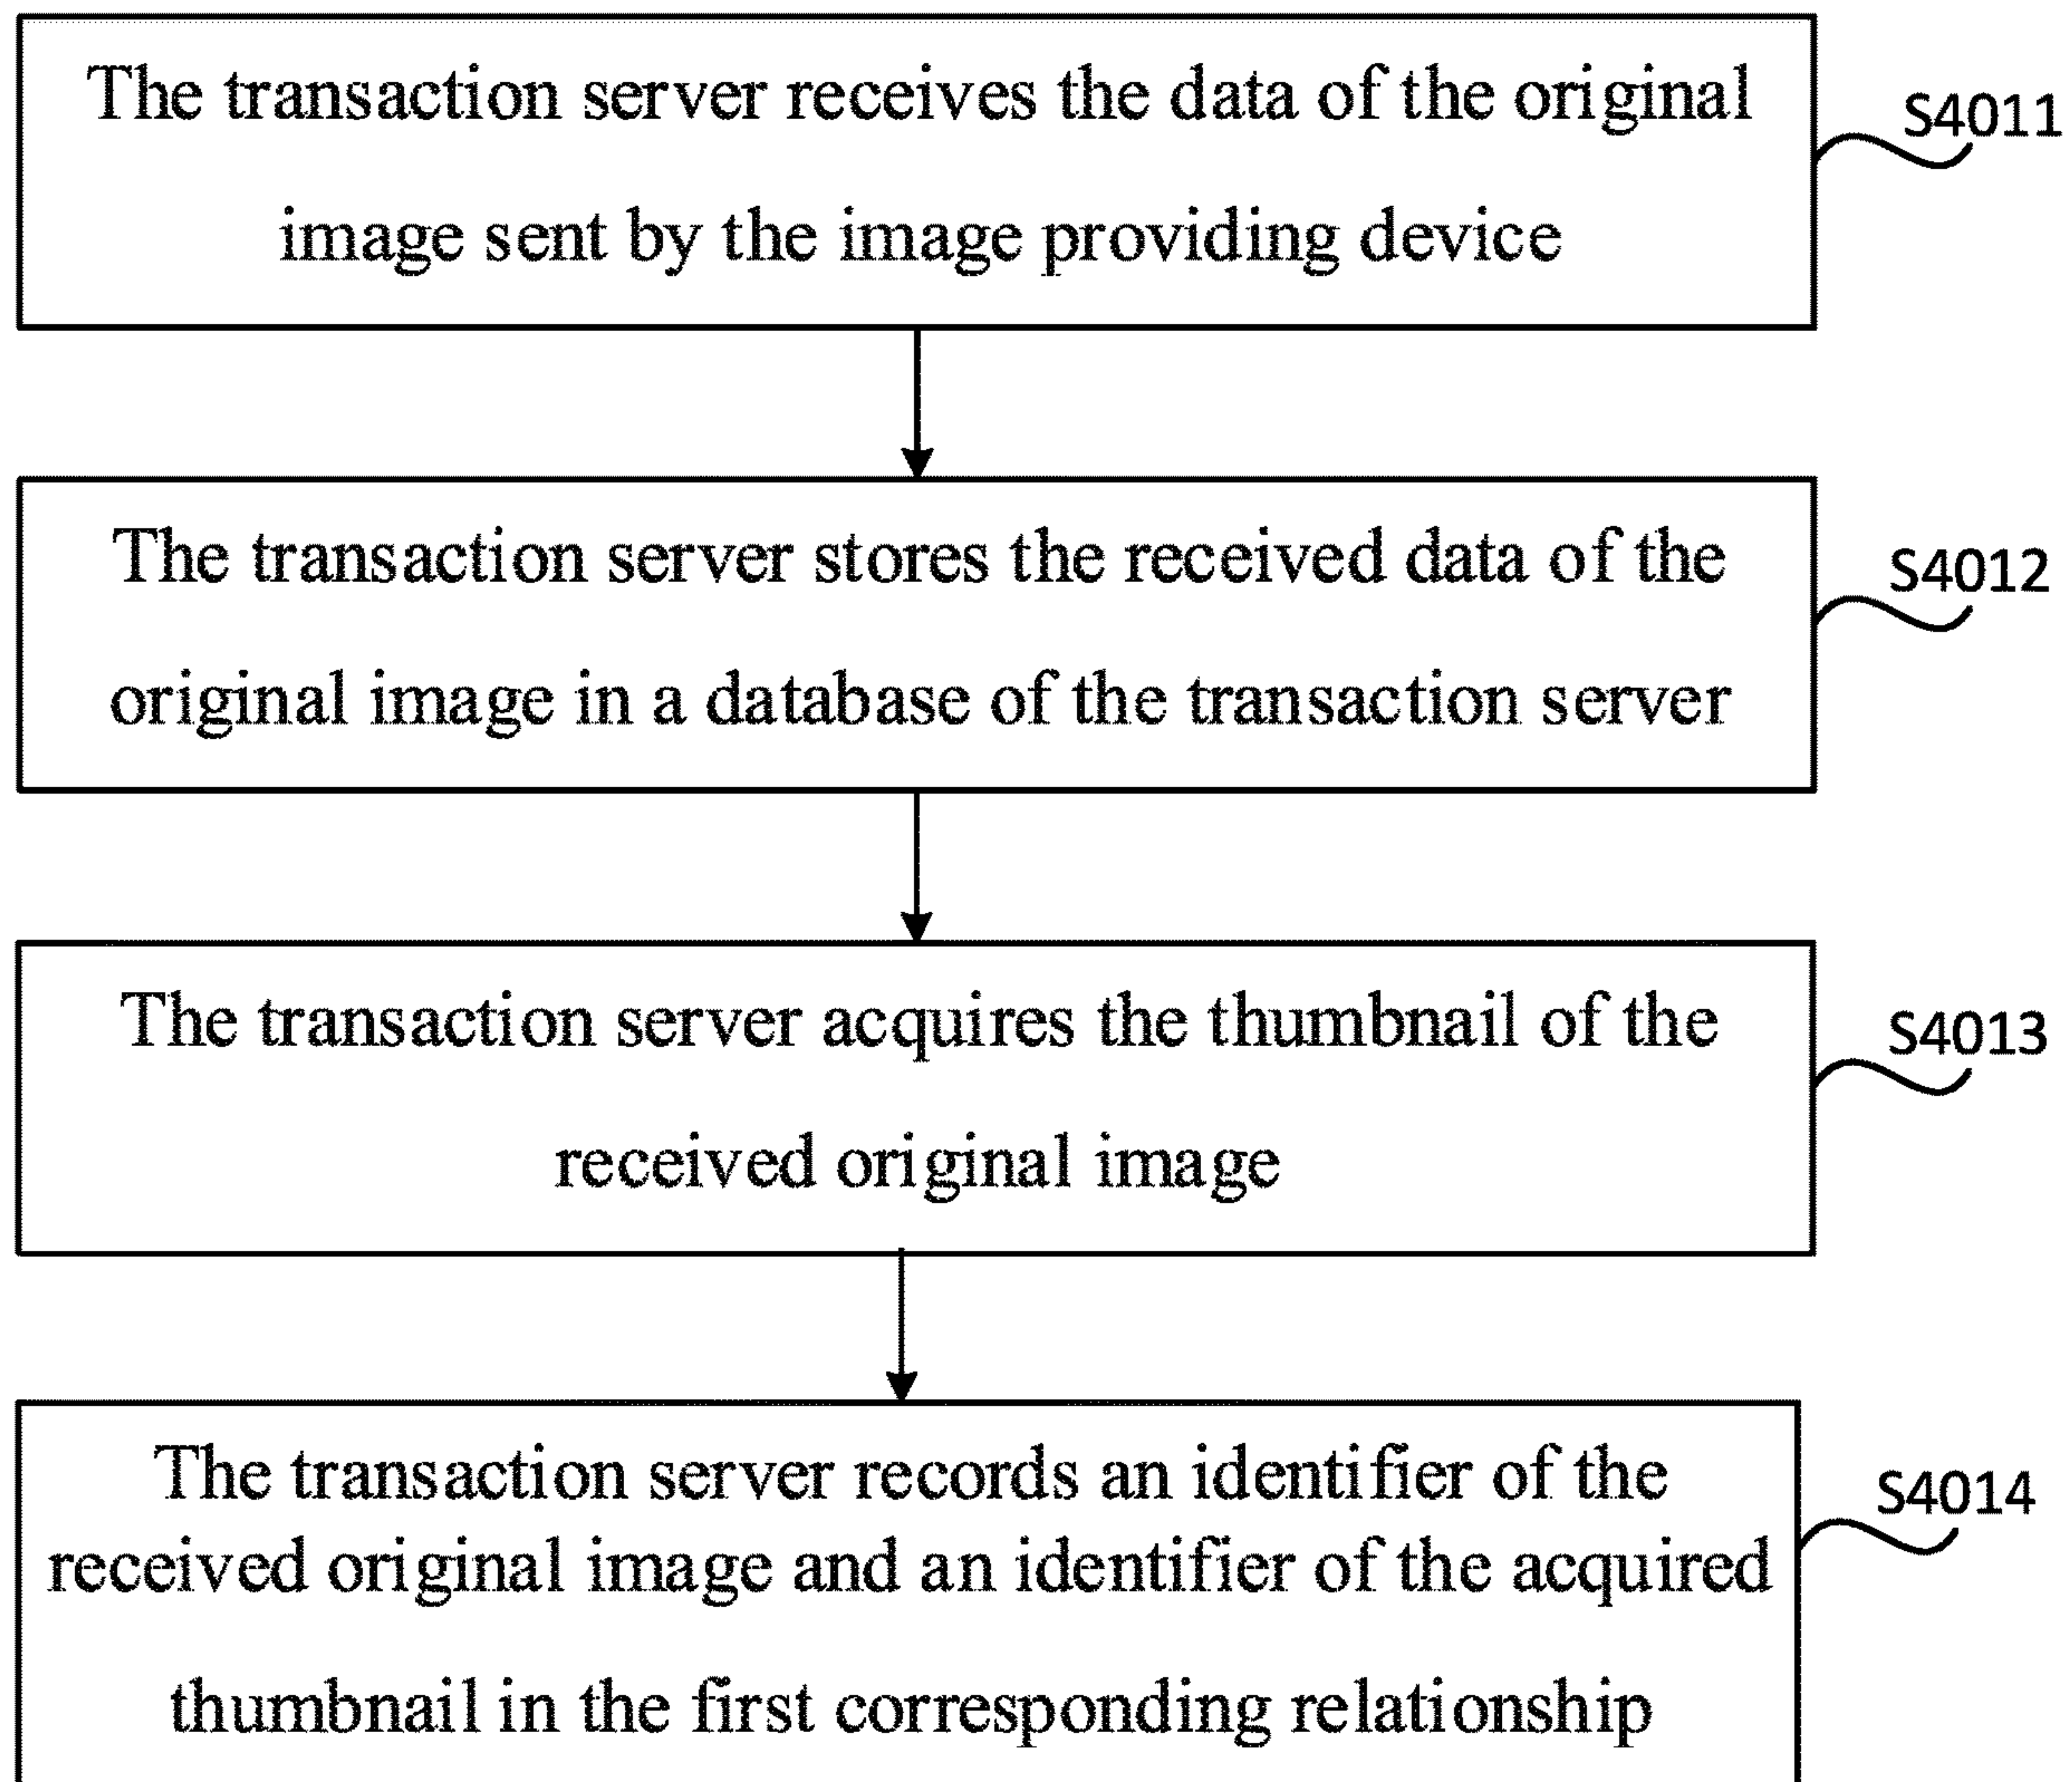 The transaction server receives the data of the original
image sent by the image providing device
S4011
The transaction server stores the received data of the
original image in a database of the transaction server
S4012
The transaction server acquires the thumbnail of the
received original image
S4013
The transaction server records an identifier of the
received original image and an identifier of the acquired
thumbnail in the first corresponding relationship
S4014